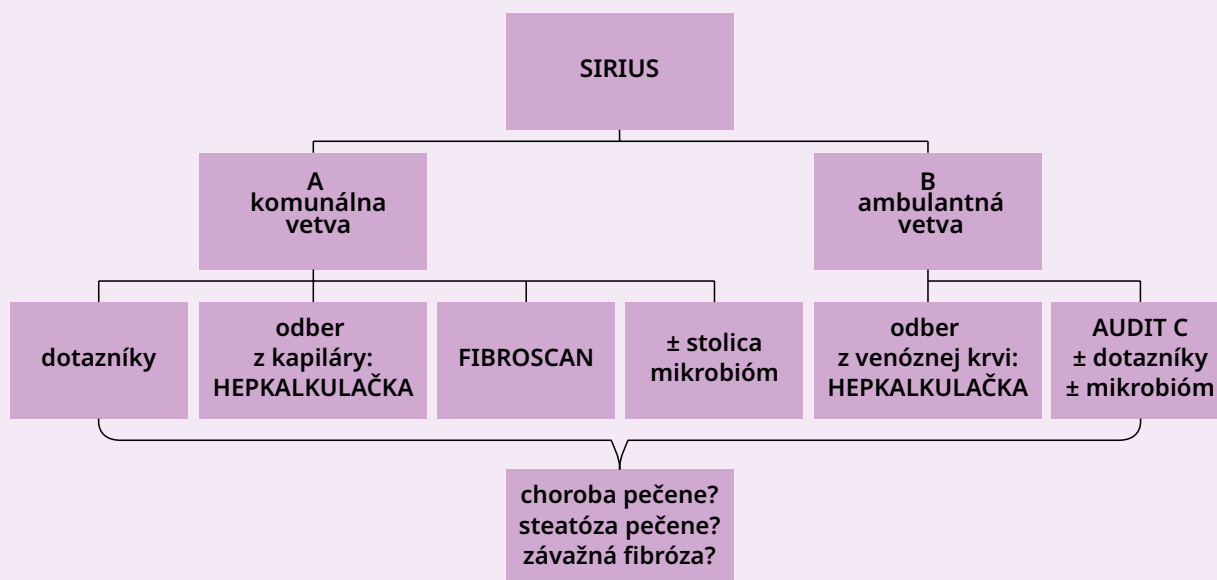 SIRIUS
A
komunálna
vetva
B
ambulantná
vetva
dotazníky
odber
z kapiláry:
HEPKALKULAČKA
FIBROSCAN
± stolica
mikrobióm
odber
z venóznej krvi:
HEPKALKULAČKA
AUDIT C
± dotazníky
± mikrobióm
choroba pečene?
steatóza pečene?
závažná fibróza?